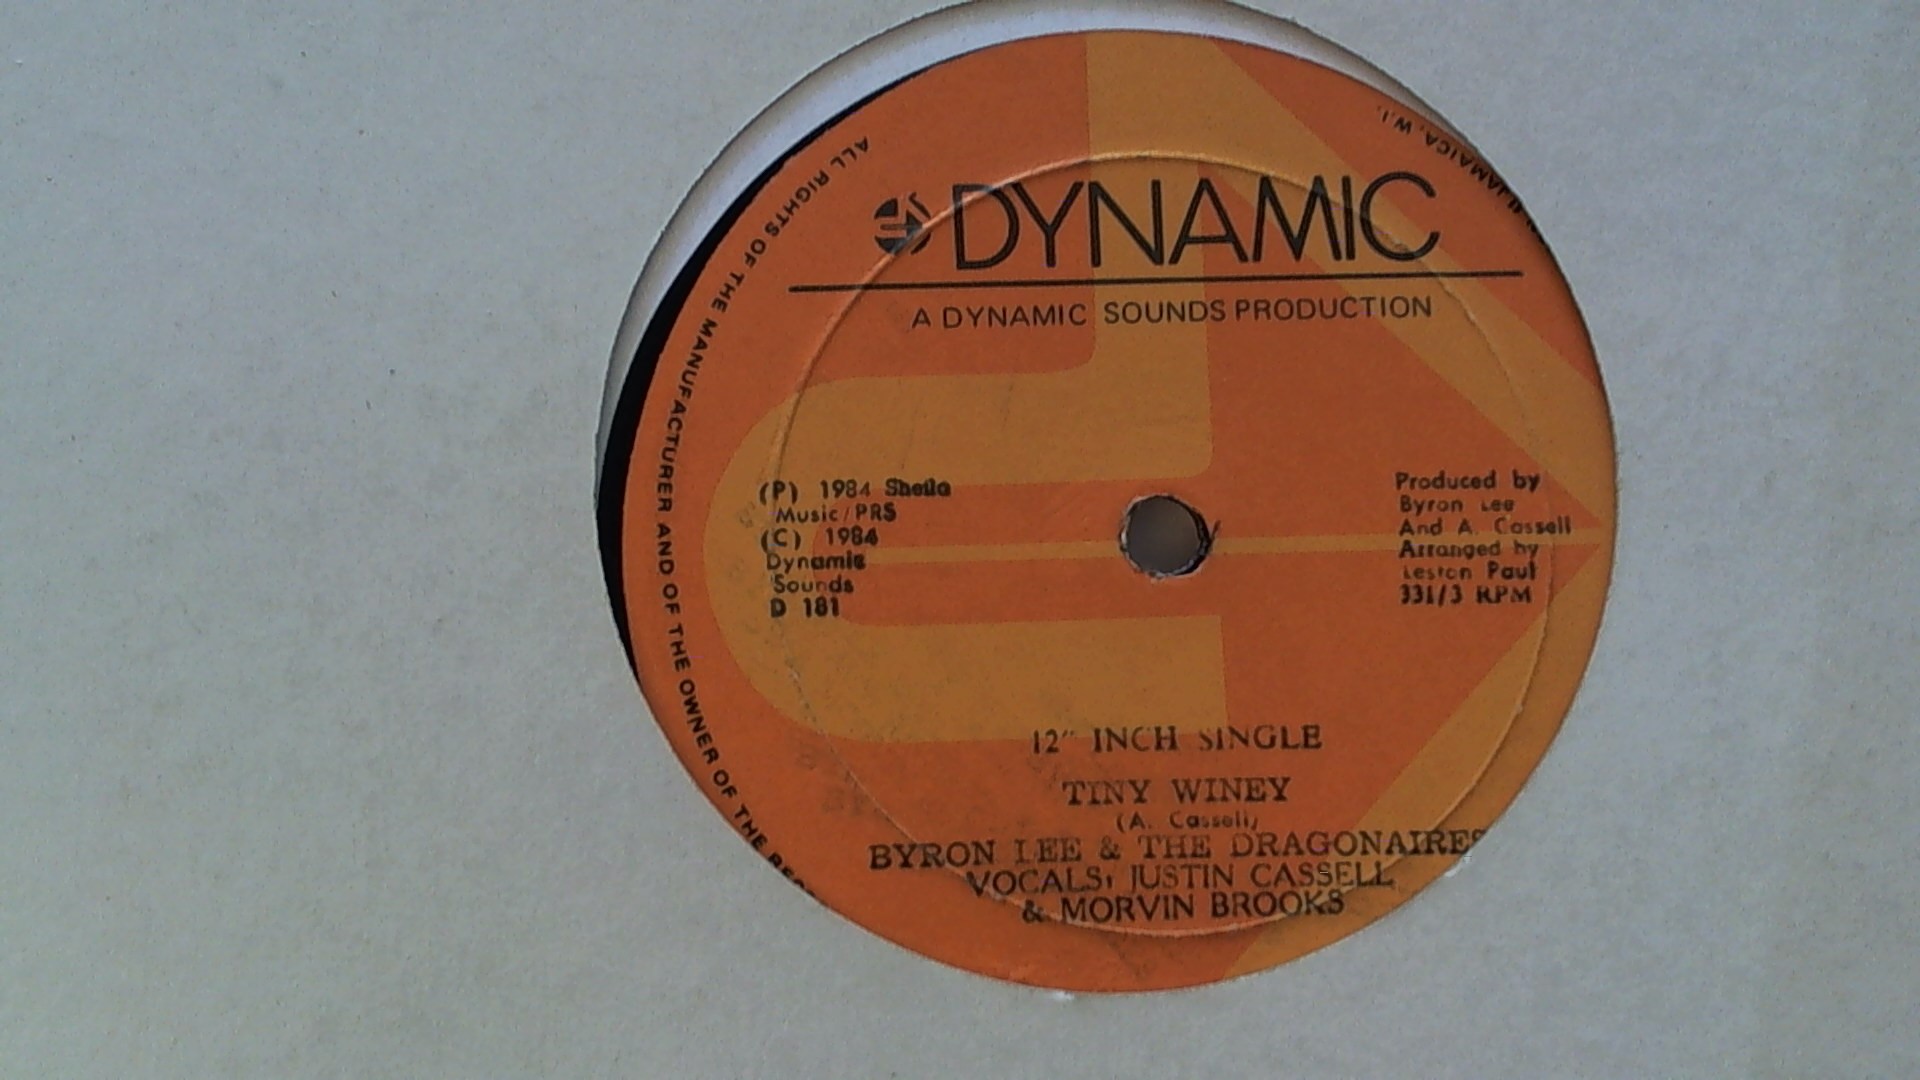 DYNAMIC
A DYNAMIC SOUNDS PRODUCTION
(P) 1984 Sheila
Music/PRS
(C) 1984
Dynamic
Sounds
D 181
Produced by
Byron Lee
And A. Cassell
Arranged by
Leston Paul
331/3 RPM
12" INCH SINGLE
TINY WINEY
(A. Cassell)
BYRON LEE & THE DRAGONAIRES
VOCALS, JUSTIN CASSELL
& MORVIN BROOKS
ALL RIGHTS OF THE MANUFACTURER AND OF THE OWNER OF THE
JAMAICA, W.I.